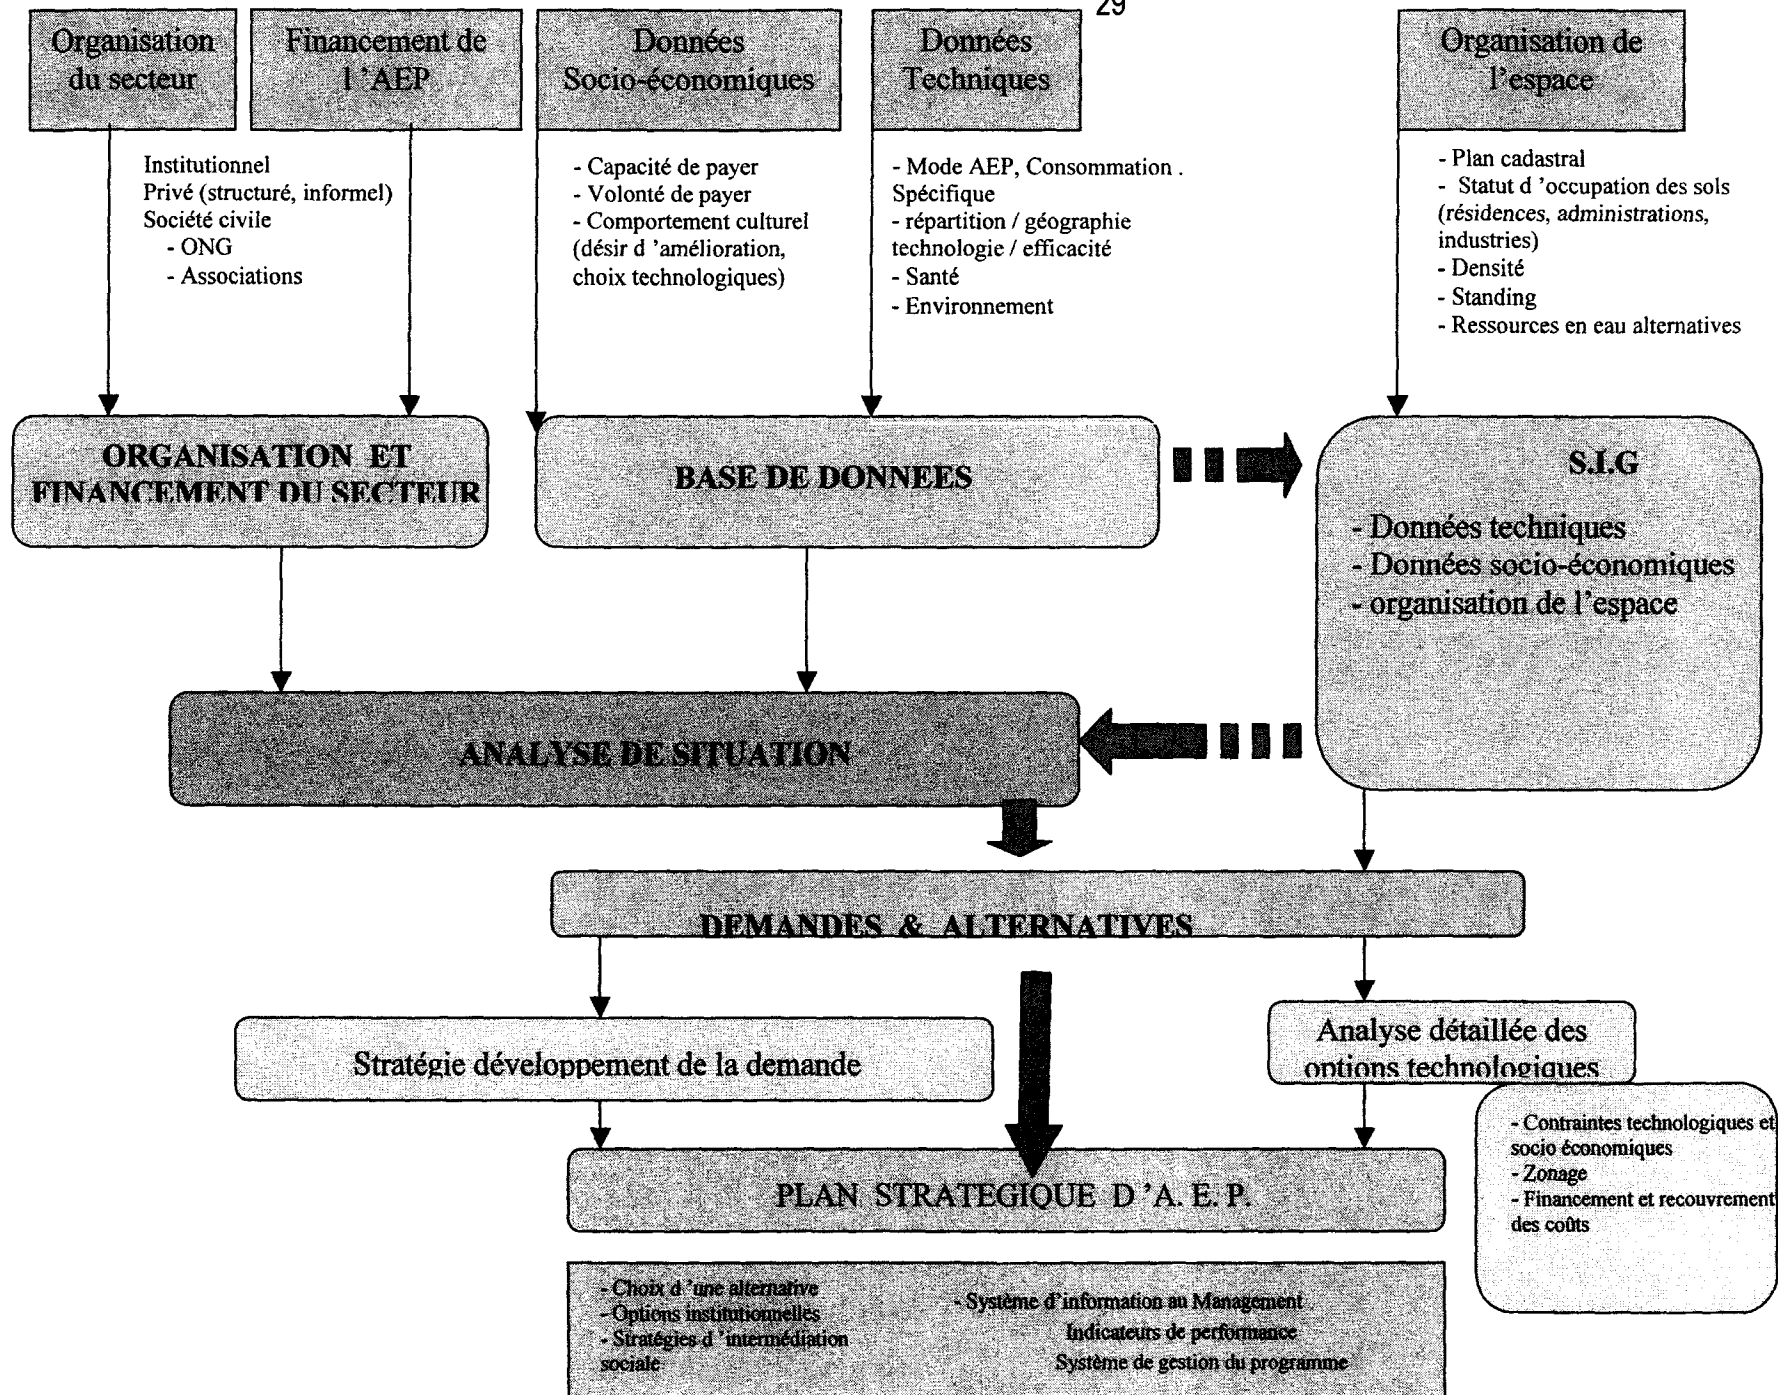 29
Organisation
du secteur
Financement de
l 'AEP
Données
Socio-économiques
Données
Techniques
Organisation de
l'espace
Institutionnel
Privé (structuré, informel)
Société civile
- ONG
- Associations
- Capacité de payer
- Volonté de payer
- Comportement culturel
(désir d 'amélioration,
choix technologiques)
- Mode AEP, Consommation .
Spécifique
- répartition / géographie
technologie / efficacité
- Santé
- Environnement
- Plan cadastral
- Statut d 'occupation des sols
(résidences, administrations,
industries)
- Densité
- Standing
- Ressources en eau alternatives
ORGANISATION ET
FINANCEMENT DU SECTEUR
BASE DE DONNEES
S.I.G
- Données techniques
- Données socio-économiques
- organisation de l'espace
ANALYSE DE SITUATION
DEMANDES & ALTERNATIVES
Stratégie développement de la demande
Analyse détaillée des
options technologiques
- Contraintes technologiques et
socio économiques
- Zonage
- Financement et recouvrement
des coûts
PLAN STRATEGIQUE D 'A. E. P.
- Choix d 'une alternative
- Options institutionnelles
- Stratégies d 'intermédiation
sociale
- Système d'information au Management
Indicateurs de performance
Système de gestion du programme